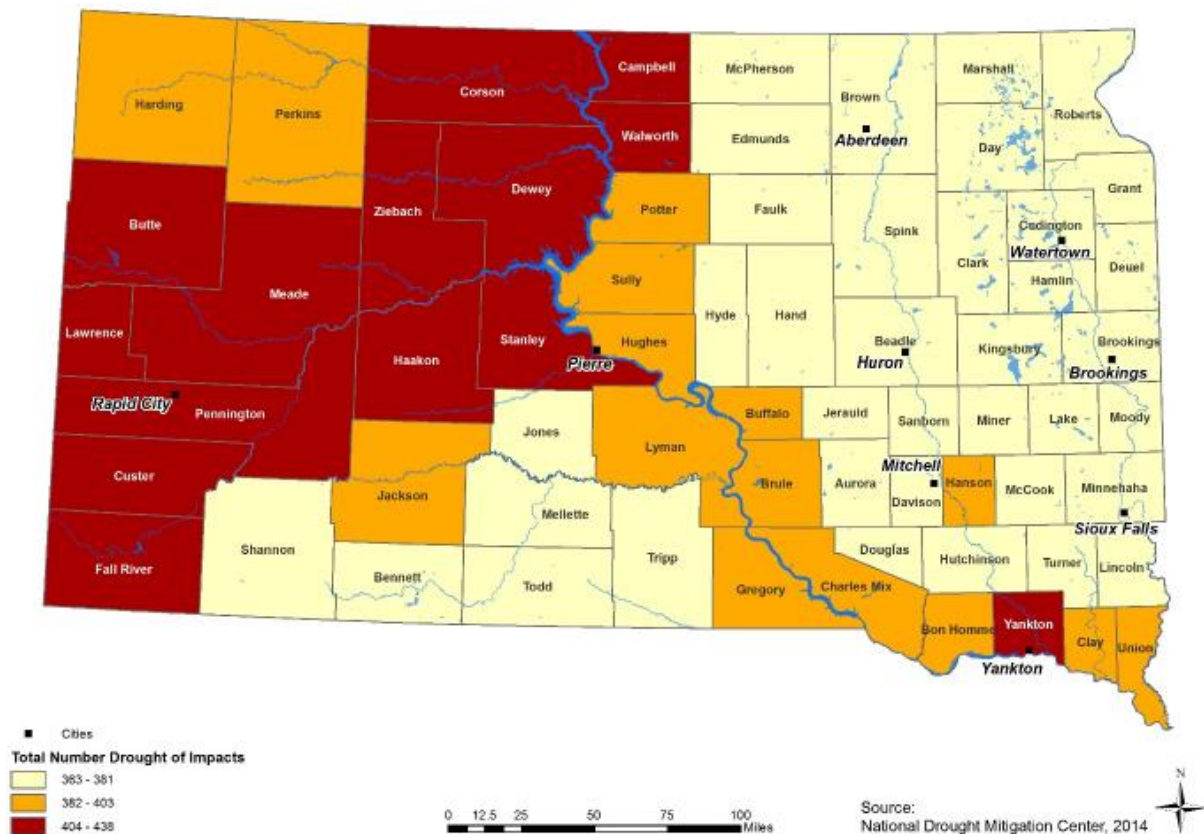 Harding
Perkins
Corson
Campbell
McPherson
Brown
Marshall
Roberts
Walworth
Edmunds
Aberdeen
Day
Butte
Ziebach
Dewey
Potter
Faulk
Spink
Grant
Codington
Watertown
Clark
Deuel
Hamlin
Meade
Sully
Hyde
Hand
Lawrence
Haakon
Stanley
Hughes
Beadle
Kingsbury
Brookings
Pierre
Huron
Brookings
Rapid City
Pennington
Jones
Lyman
Buffalo
Jerauld
Sanborn
Miner
Lake
Moody
Custer
Jackson
Mellette
Brule
Aurora
Mitchell
Davison
Hanson
McCook
Minnehaha
Sioux Falls
Fall River
Shannon
Bennett
Todd
Tripp
Gregory
Douglas
Charles Mix
Hutchinson
Turner
Lincoln
Bon Homme
Yankton
Clay
Union
Yankton
Cities
Total Number Drought of Impacts
363 - 381
382 - 403
404 - 438
0 12.5 25 50 75 100
Miles
N
Source:
National Drought Mitigation Center, 2014